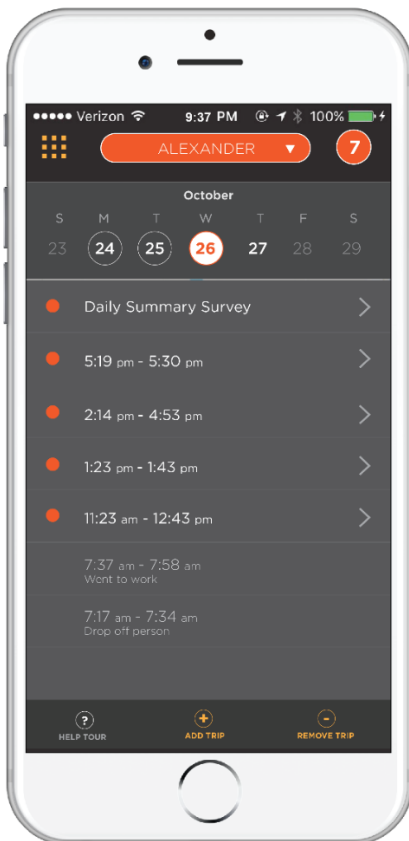 Verizon 9:37 PM 100%
ALEXANDER 7
October
S M T W T F S
23 24 25 26 27 28 29
Daily Summary Survey
5:19 pm - 5:30 pm
2:14 pm - 4:53 pm
1:23 pm - 1:43 pm
11:23 am - 12:43 pm
7:37 am - 7:58 am
Went to work
7:17 am - 7:34 am
Drop off person
? + -
HELP TOUR ADD TRIP REMOVE TRIP